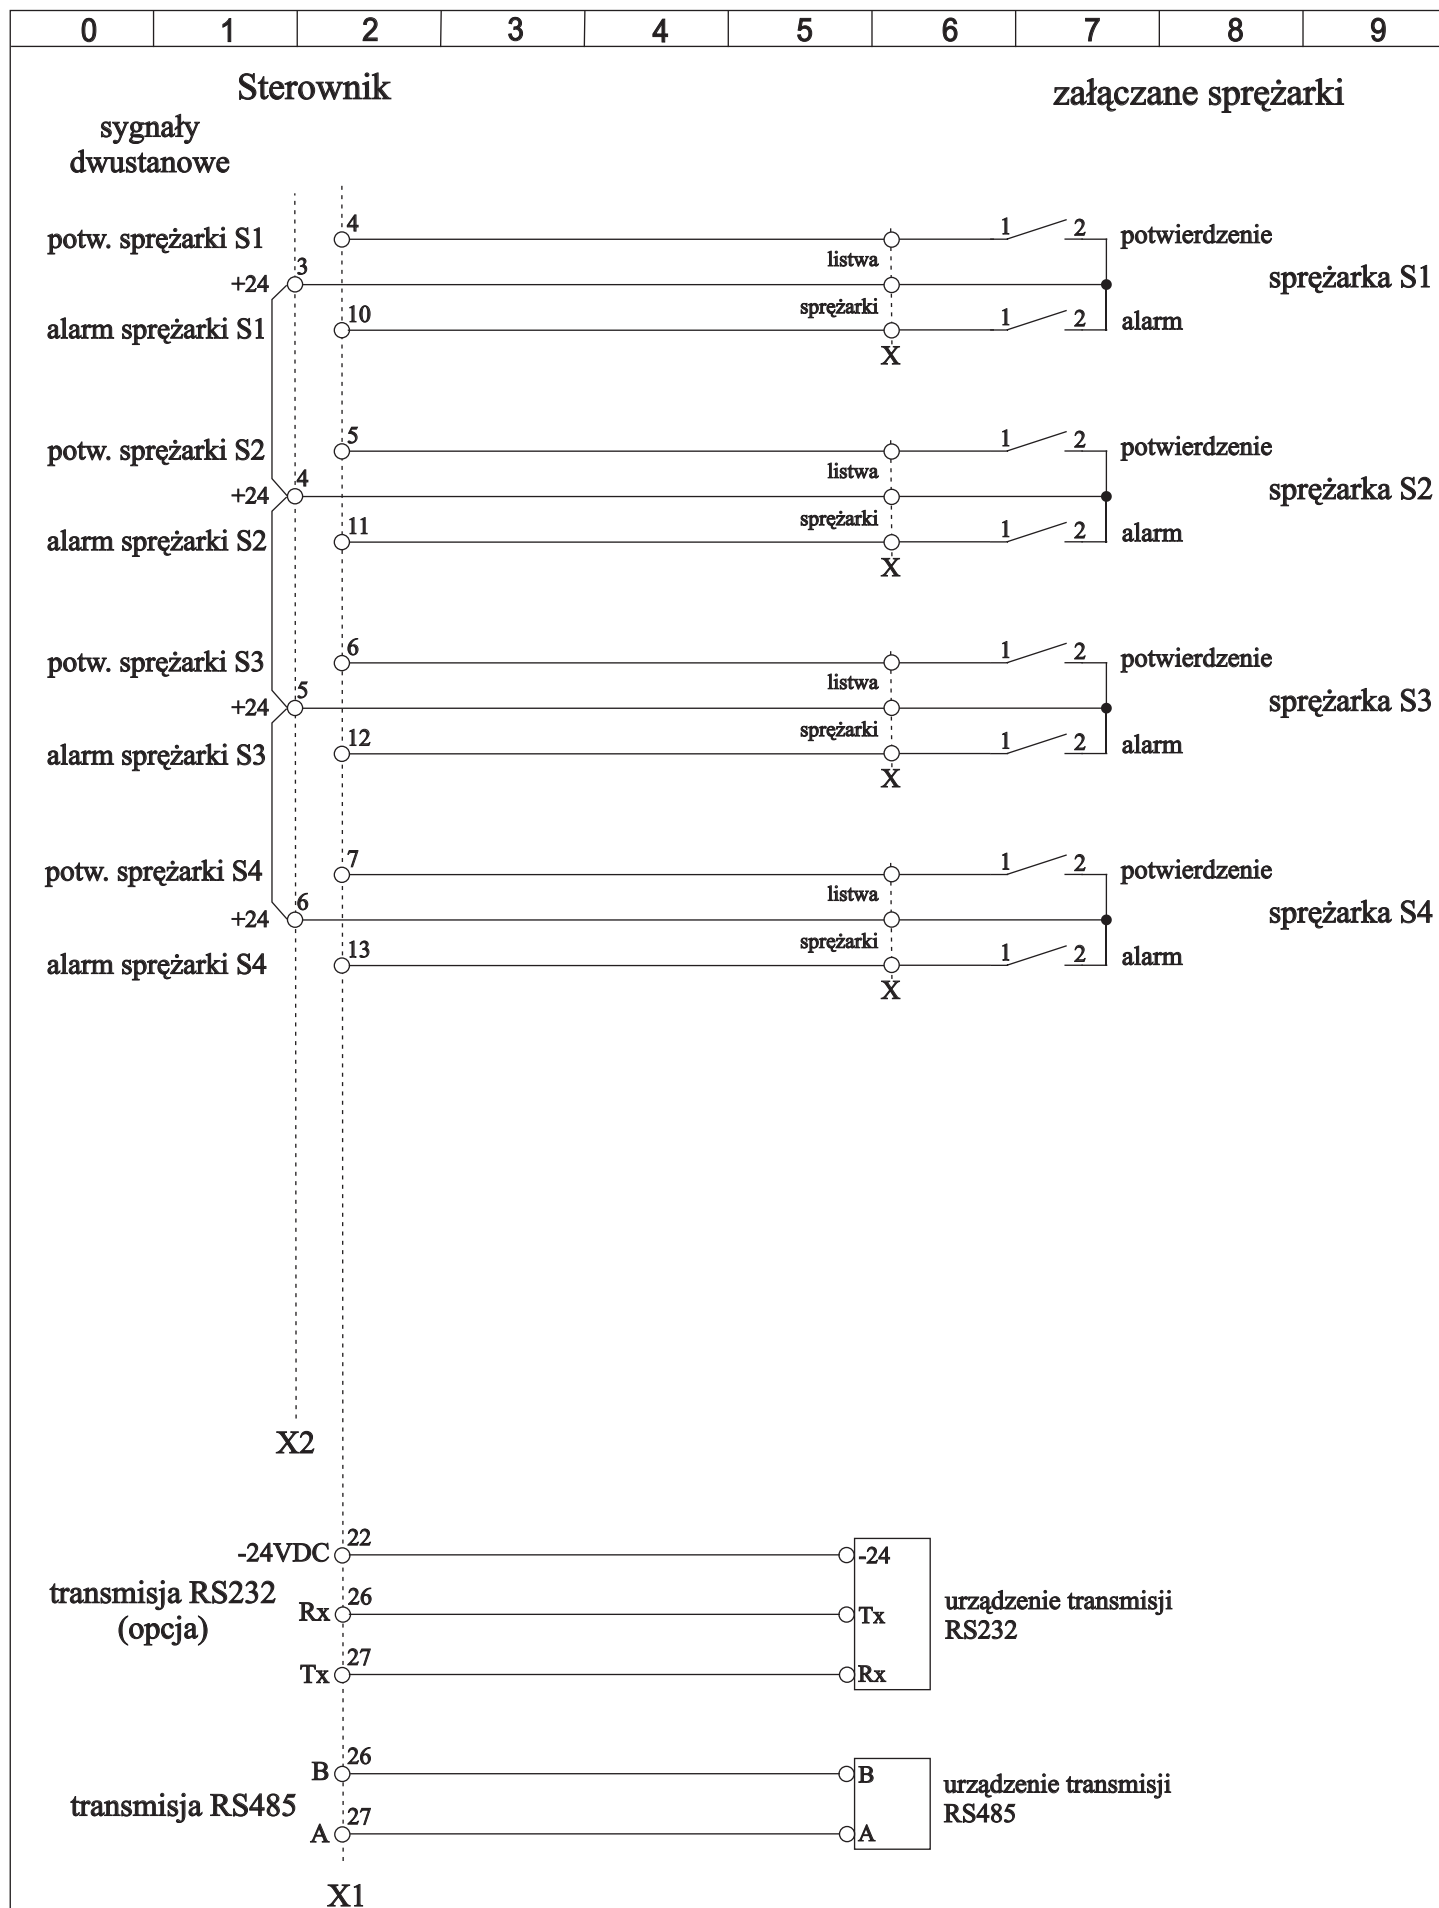 0 1 2 3 4 5 6 7 8 9
Sterownik
załączane sprężarki
sygnały
dwustanowe
potw. sprężarki S1
4
1 2
potwierdzenie
listwa
+24
3
sprężarka S1
sprężarki
alarm sprężarki S1
10
1 2
alarm
X
potw. sprężarki S2
5
1 2
potwierdzenie
listwa
+24
4
sprężarka S2
sprężarki
alarm sprężarki S2
11
1 2
alarm
X
potw. sprężarki S3
6
1 2
potwierdzenie
listwa
+24
5
sprężarka S3
sprężarki
alarm sprężarki S3
12
1 2
alarm
X
potw. sprężarki S4
7
1 2
potwierdzenie
listwa
+24
6
sprężarka S4
sprężarki
alarm sprężarki S4
13
1 2
alarm
X
X2
-24VDC
22
-24
transmisja RS232
(opcja)
Rx
26
Tx
urządzenie transmisji
RS232
Tx
27
Rx
B
26
B
transmisja RS485
urządzenie transmisji
RS485
A
27
A
X1